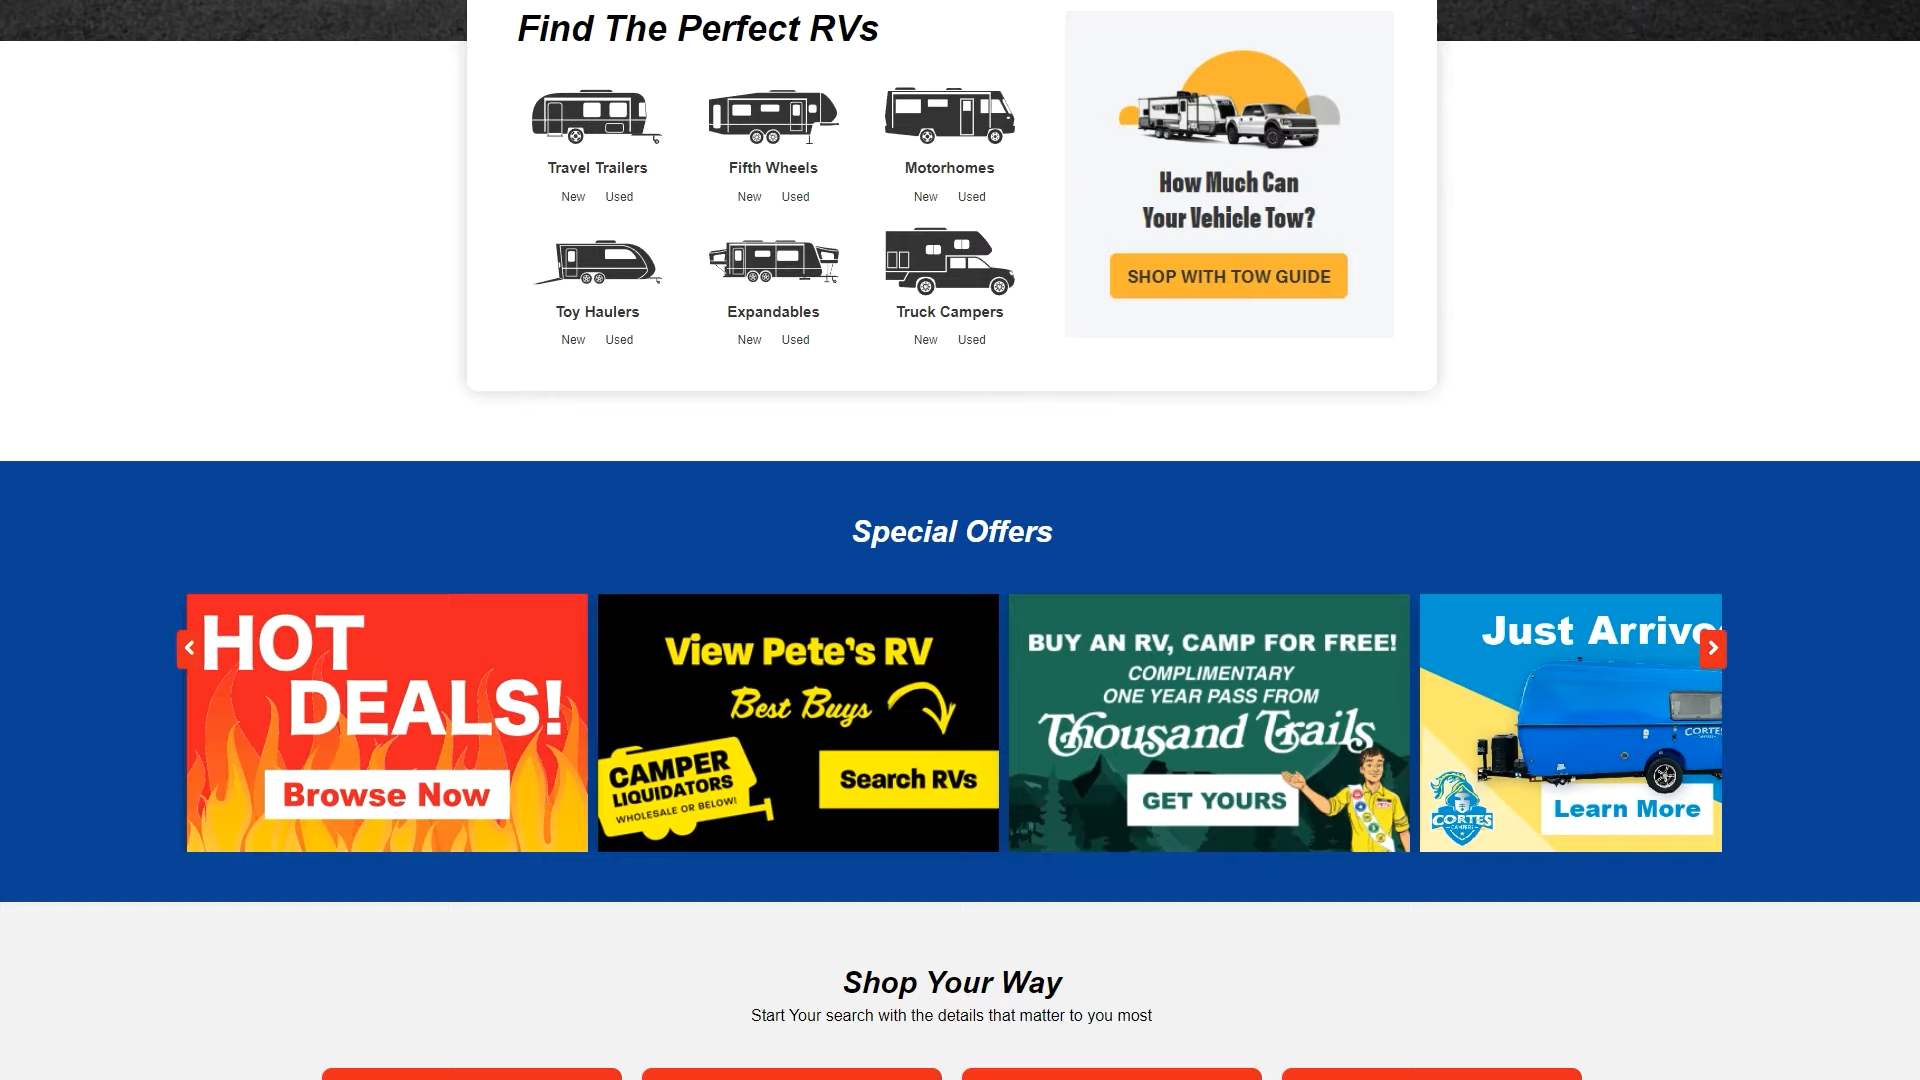 Find The Perfect RVs
Travel Trailers
New Used
Fifth Wheels
New Used
Motorhomes
New Used
Toy Haulers
New Used
Expandables
New Used
Truck Campers
New Used
How Much Can
Your Vehicle Tow?
SHOP WITH TOW GUIDE
Special Offers
HOT
DEALS!
Browse Now
View Pete's RV
Best Buys
CAMPER
LIQUIDATORS
WHOLESALE OR BELOW!
Search RVs
BUY AN RV, CAMP FOR FREE!
COMPLIMENTARY
ONE YEAR PASS FROM
Thousand Trails
GET YOURS
Just Arrive
CORTES
CORTES
CAMPERS
Learn More
Shop Your Way
Start Your search with the details that matter to you most